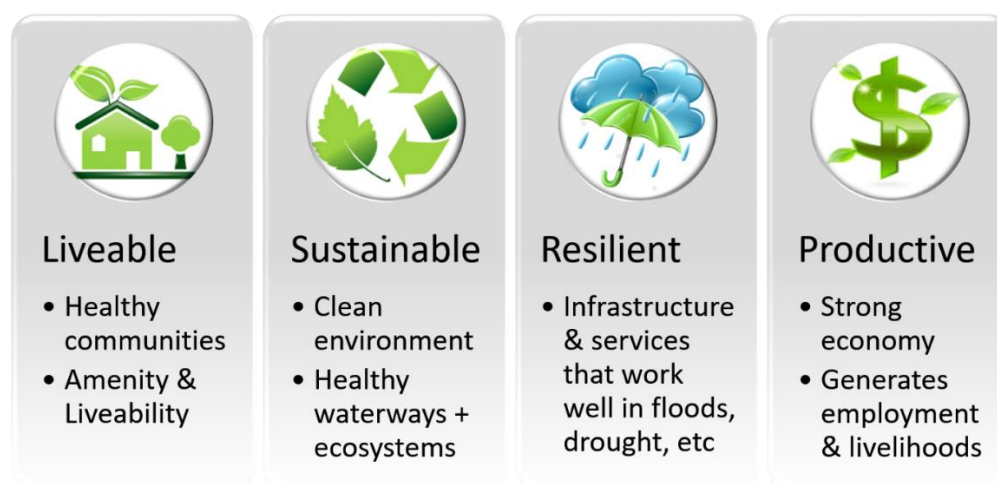 Liveable
• Healthy
communities
• Amenity &
Liveability
Sustainable
• Clean
environment
• Healthy
waterways +
ecosystems
Resilient
• Infrastructure
& services
that work
well in floods,
drought, etc
Productive
• Strong
economy
• Generates
employment
& livelihoods